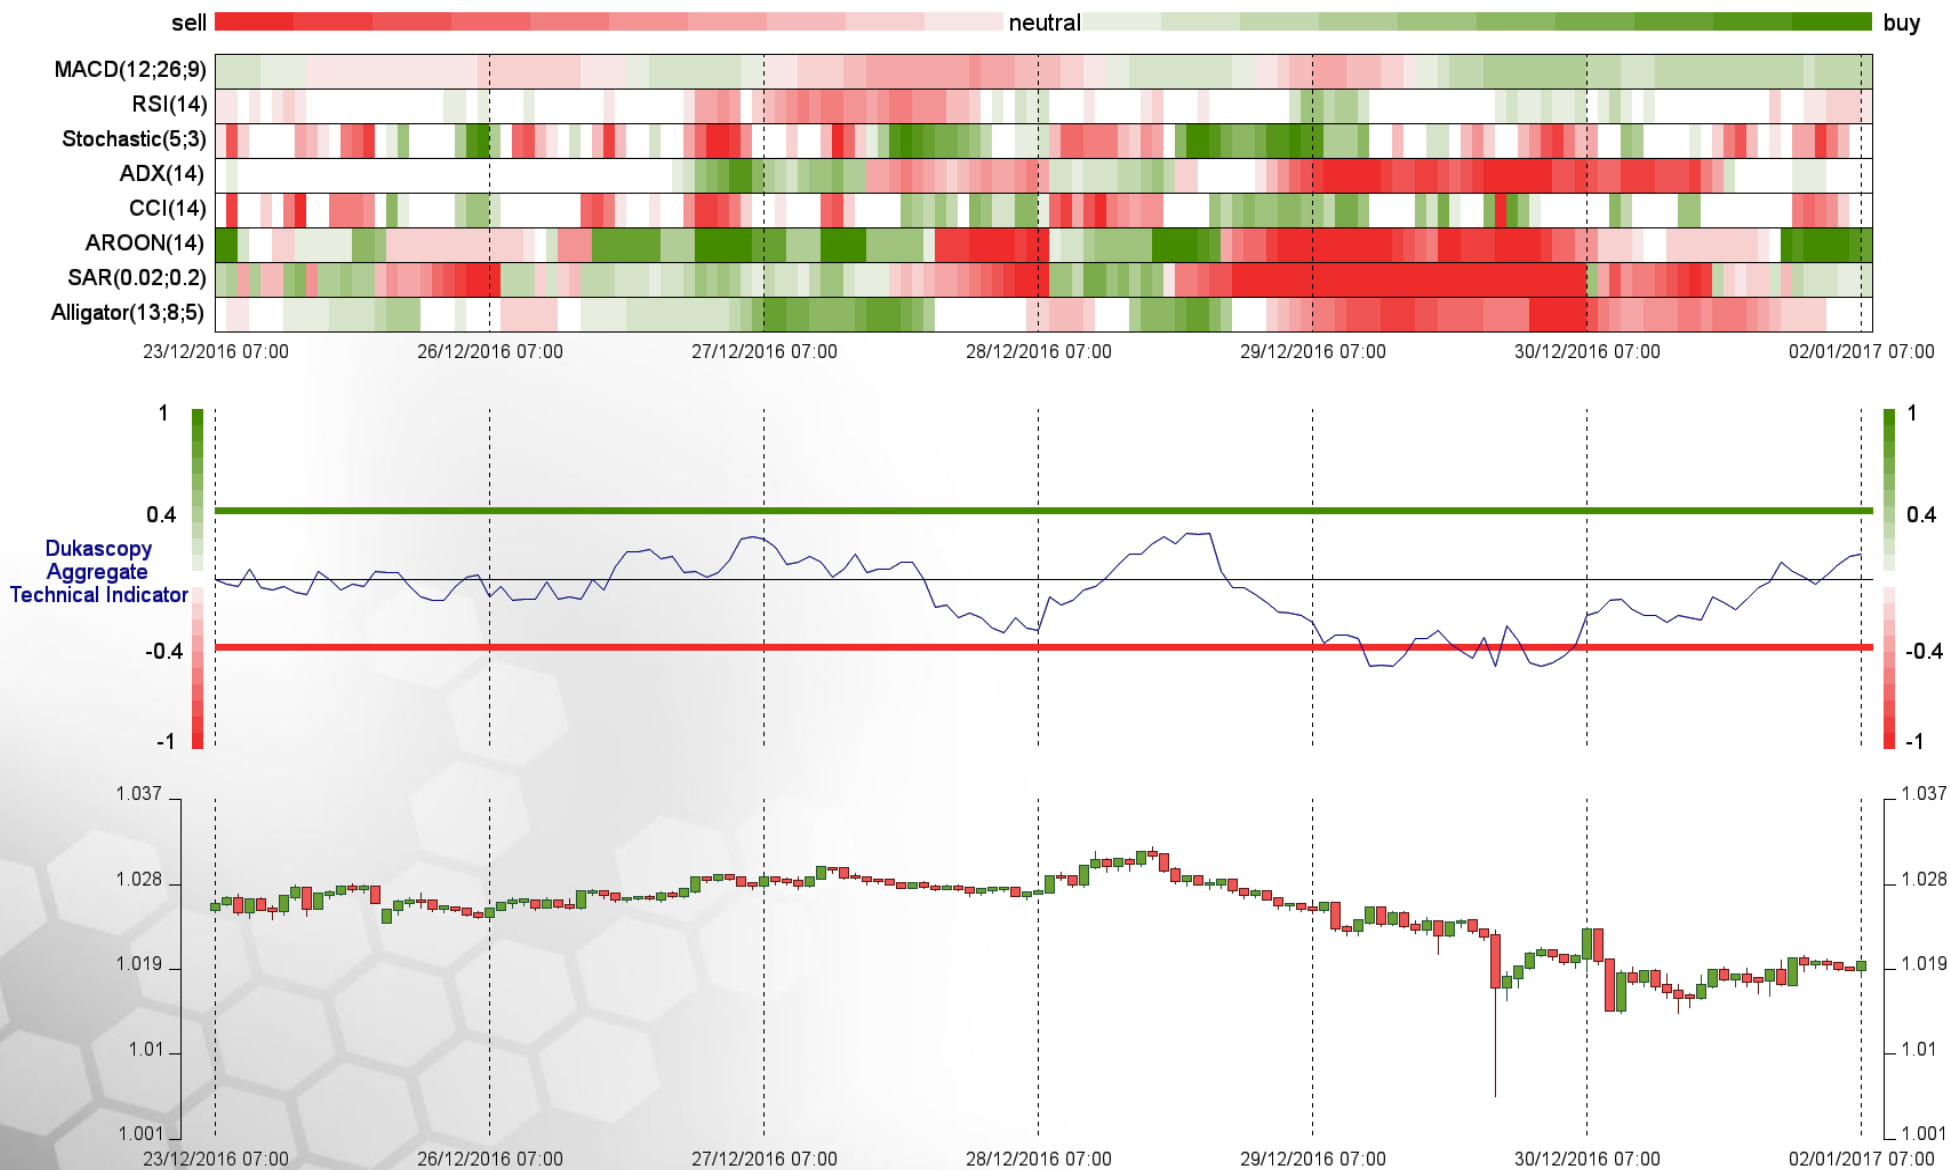 sell neutral buy
MACD(12;26;9)
RSI(14)
Stochastic(5;3)
ADX(14)
CCI(14)
AROON(14)
SAR(0.02;0.2)
Alligator(13;8;5)
23/12/2016 07:00 26/12/2016 07:00 27/12/2016 07:00 28/12/2016 07:00 29/12/2016 07:00 30/12/2016 07:00 02/01/2017 07:00
1 1
0.4 0.4
Dukascopy
Aggregate
Technical Indicator
-0.4 -0.4
-1 -1
1.037 1.037
1.028 1.028
1.019 1.019
1.01 1.01
1.001 1.001
23/12/2016 07:00 26/12/2016 07:00 27/12/2016 07:00 28/12/2016 07:00 29/12/2016 07:00 30/12/2016 07:00 02/01/2017 07:00